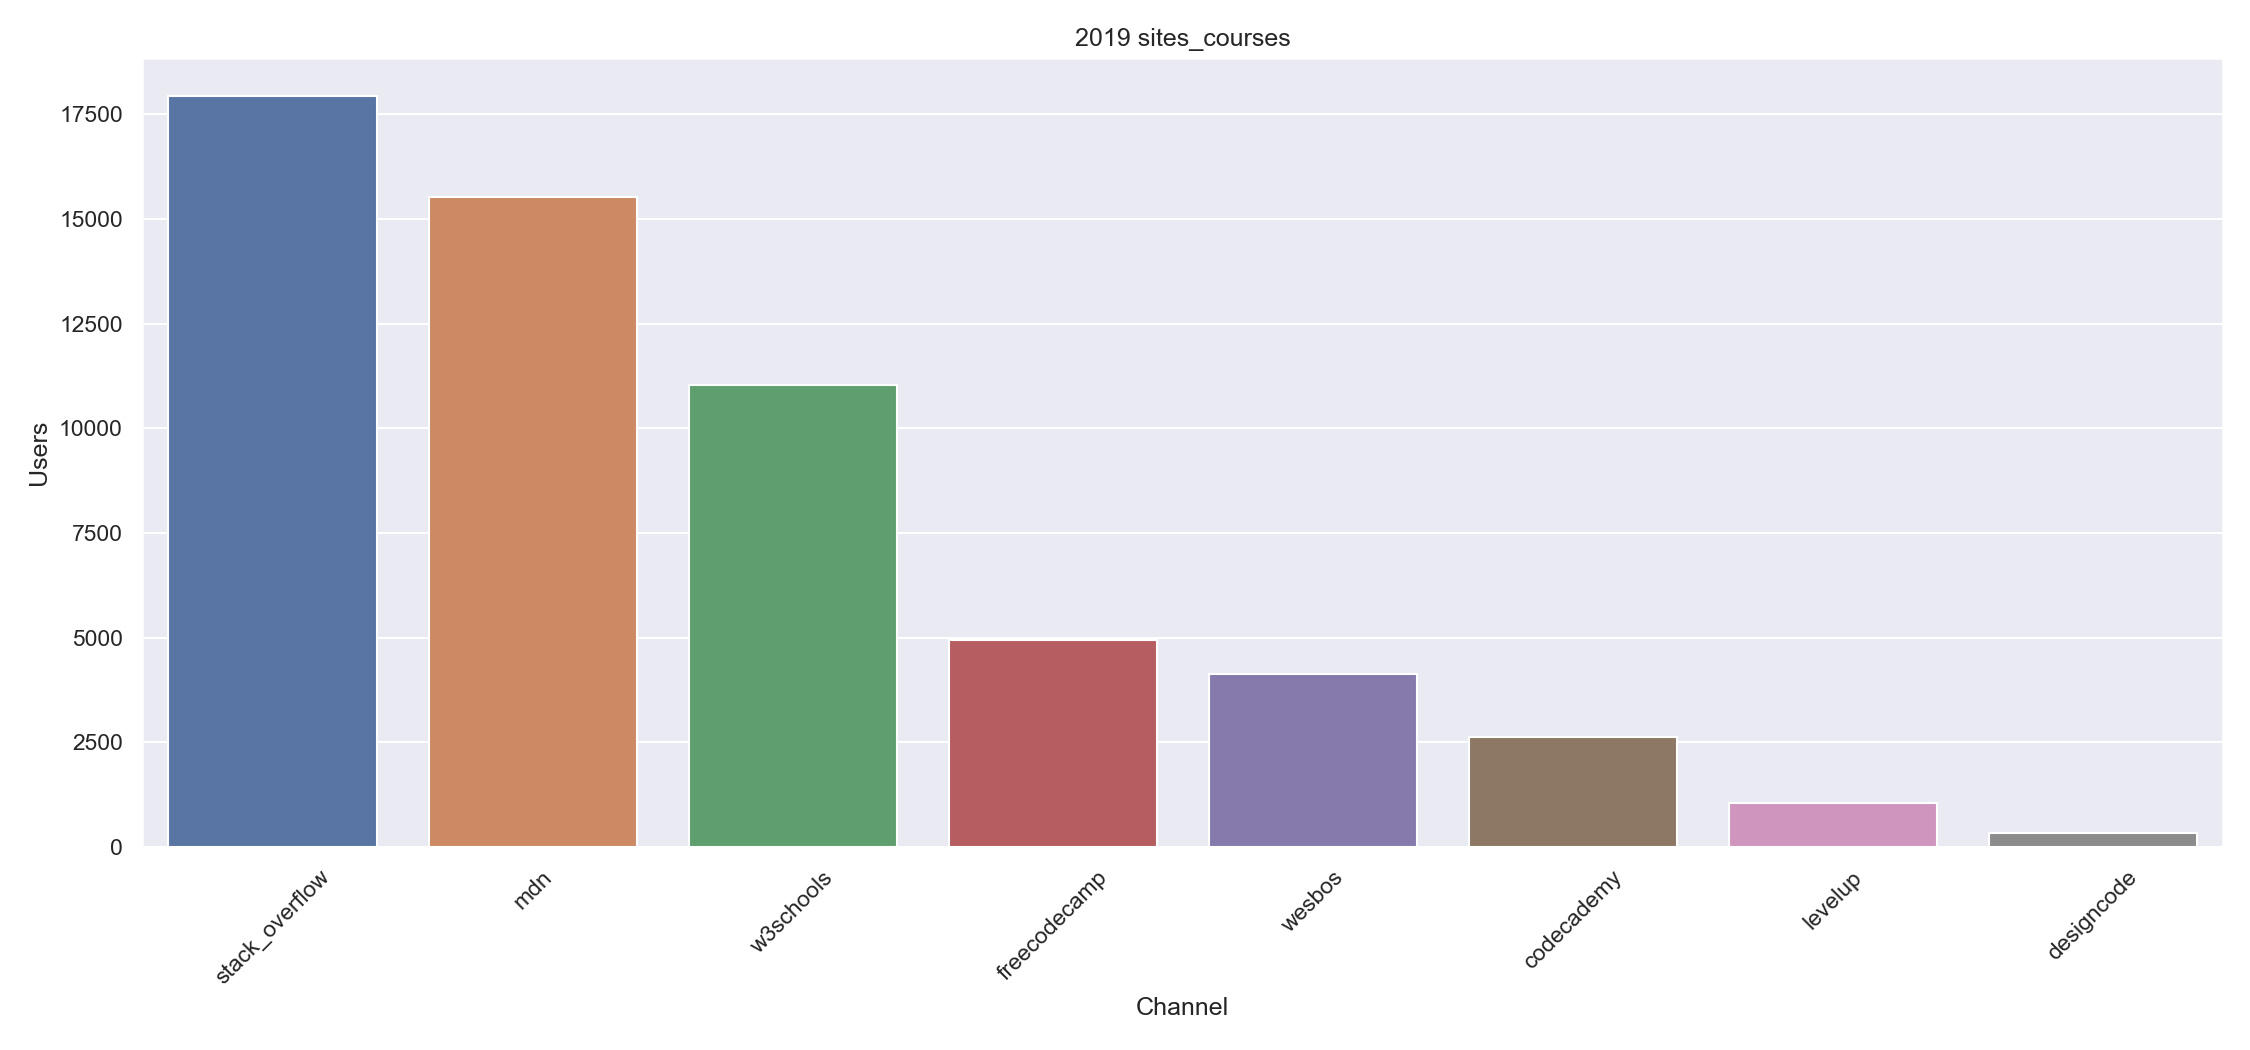 2019 sites_courses
17500
15000
12500
10000
7500
5000
2500
0
Users
stack_overflow
mdn
w3schools
freecodecamp
wesbos
codecademy
levelup
designcode
Channel